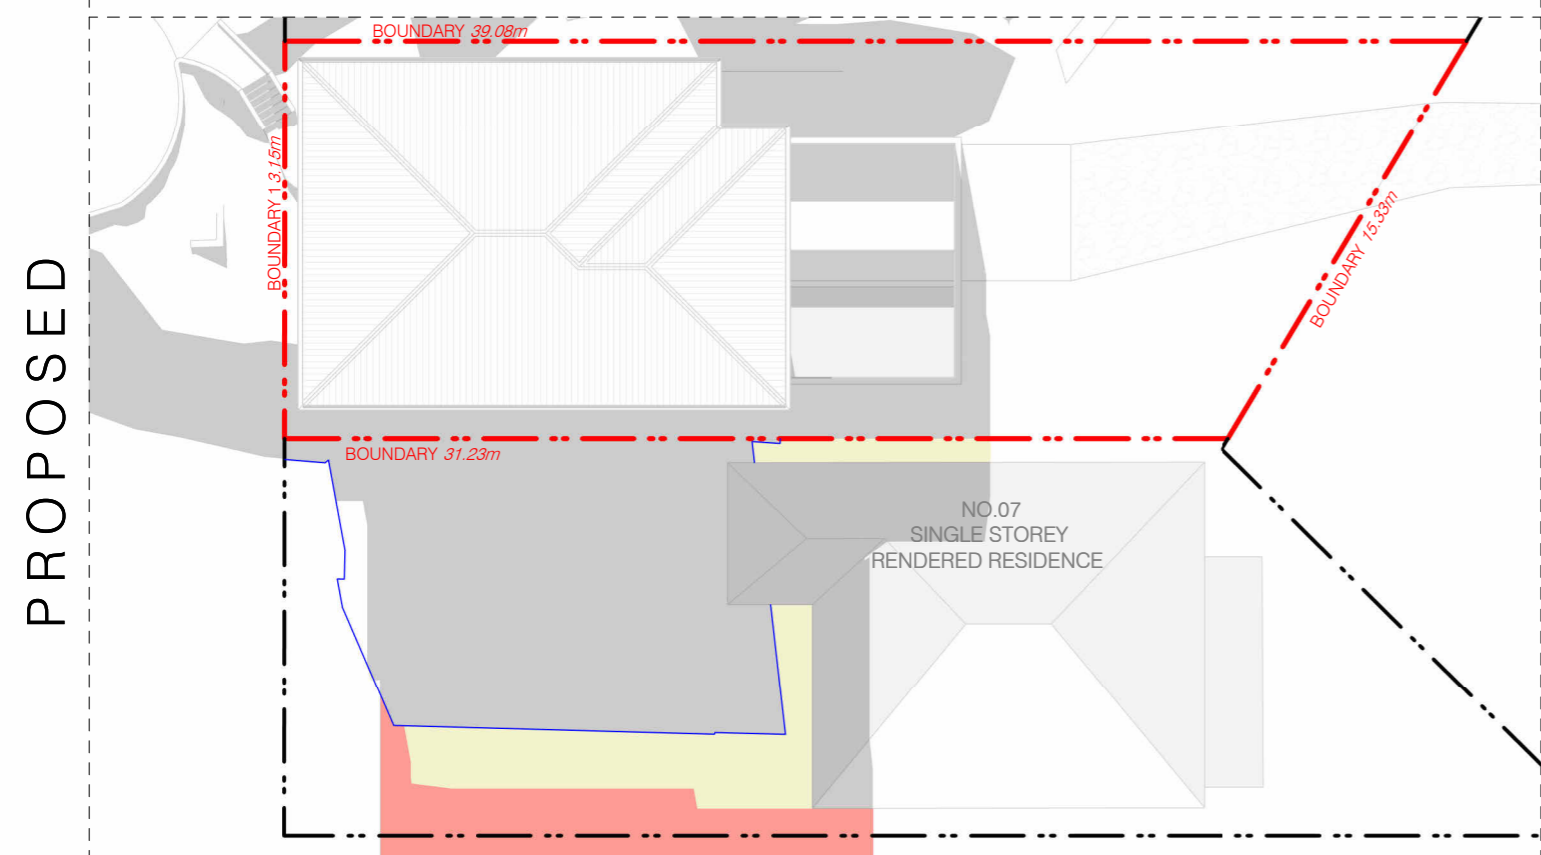 PROPOSED
BOUNDARY 39.08m
BOUNDARY 13.15m
BOUNDARY 15.33m
BOUNDARY 31.23m
NO.07
SINGLE STOREY
RENDERED RESIDENCE